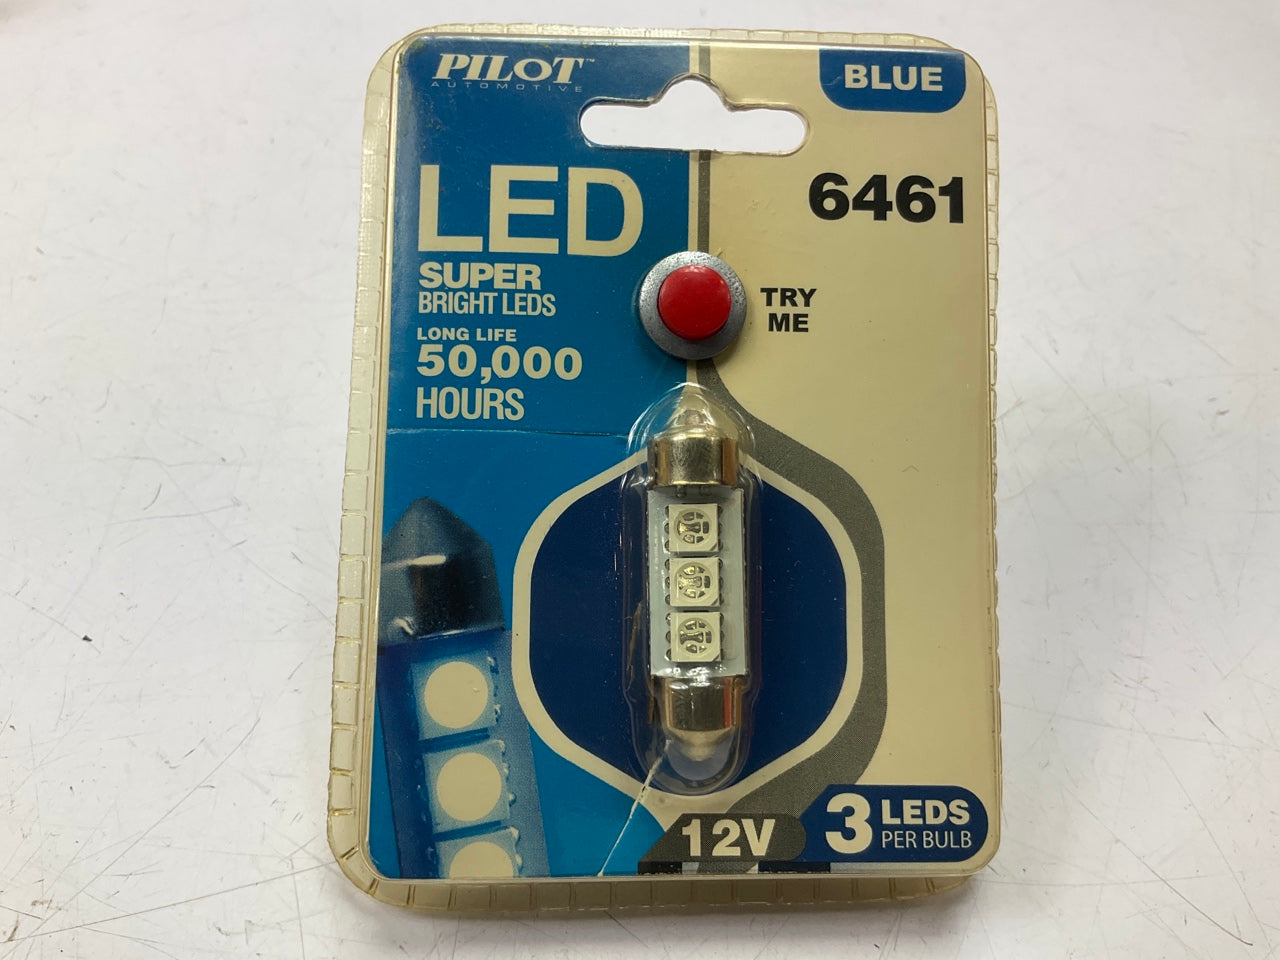 PILOT™
AUTOMOTIVE
BLUE
LED
6461
SUPER
BRIGHT LEDS
LONG LIFE
50,000
HOURS
TRY
ME
12V
3 LEDS
PER BULB